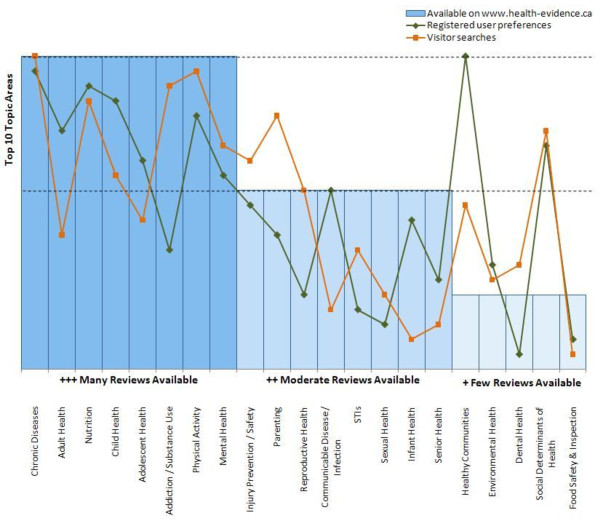 Available on www.health-evidence.ca
Registered user preferences
Visitor searches
Top 10 Topic Areas
+++ Many Reviews Available
++ Moderate Reviews Available
+ Few Reviews Available
Chronic Diseases
Adult Health
Nutrition
Child Health
Adolescent Health
Addiction / Substance Use
Physical Activity
Mental Health
Injury Prevention / Safety
Parenting
Reproductive Health
Communicable Disease /
Infection
STIs
Sexual Health
Infant Health
Senior Health
Healthy Communities
Environmental Health
Dental Health
Social Determinants of
Health
Food Safety & Inspection